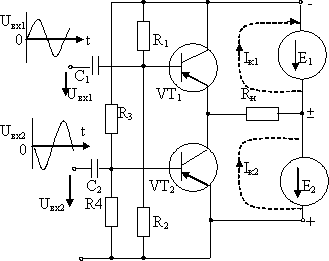 Uвх1
0
t
C1
Uвх1
R1
VT1
Iк1
E1
-
Rн
±
R3
Uвх2
0
t
C2
Uвх2
R4
VT2
R2
Iк2
E2
+